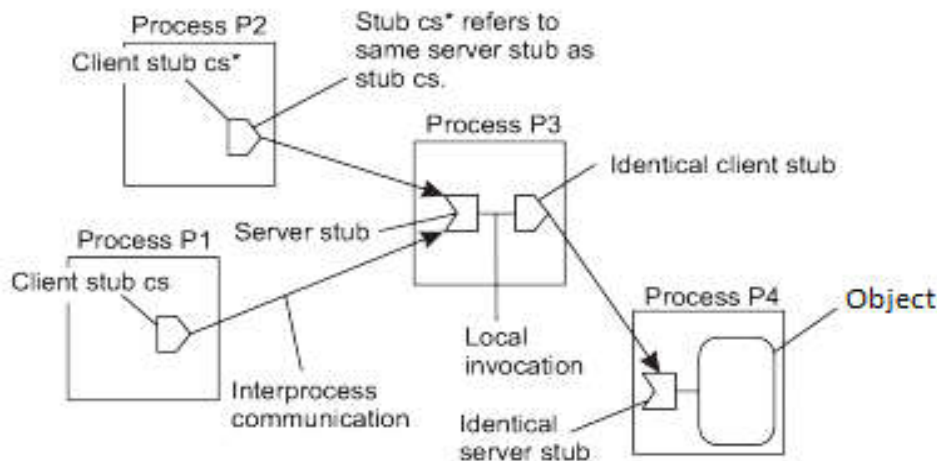 Process P2
Client stub cs*
Stub cs* refers to
same server stub as
stub cs.
Process P3
Identical client stub
Server stub
Process P1
Client stub cs
Interprocess
communication
Local
invocation
Process P4
Object
Identical
server stub